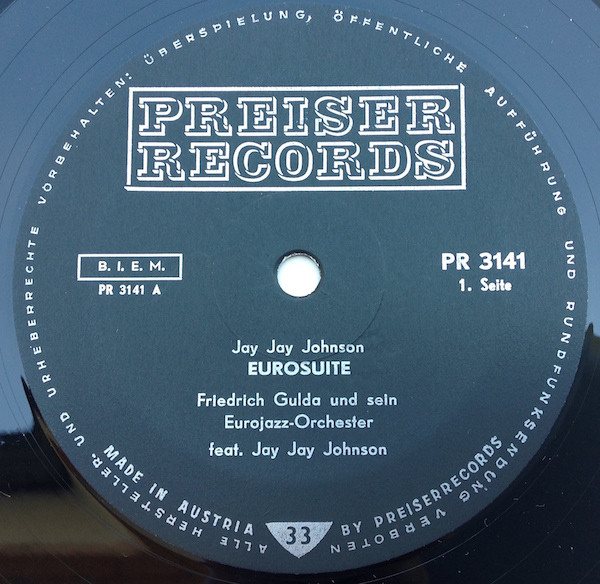 ALLE HERSTELLER- UND URHEBERRECHTE VORBEHALTEN: ÜBERSPIELUNG, ÖFFENTLICHE AUFFÜHRUNG UND RUNDFUNKSENDUNG VERBOTEN
PREISER
RECORDS
B. I. E. M.
PR 3141 A
PR 3141
1. Seite
Jay Jay Johnson
EUROSUITE
Friedrich Gulda und sein
Eurojazz-Orchester
feat. Jay Jay Johnson
MADE IN AUSTRIA
33
BY PREISERRECORDS